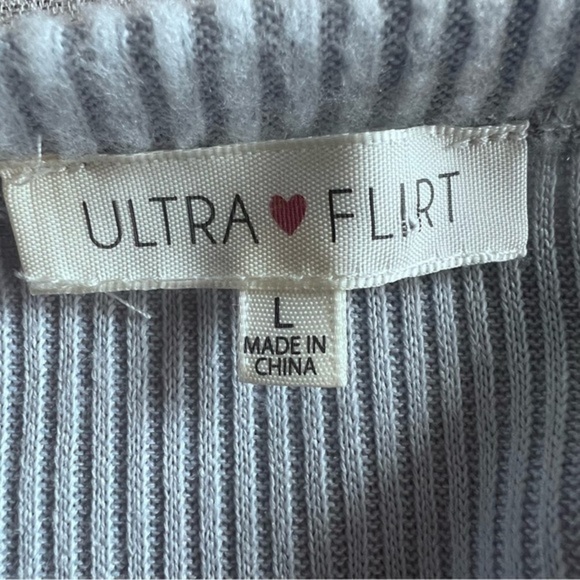 ULTRA ♥ FLIRT
L
MADE IN
CHINA